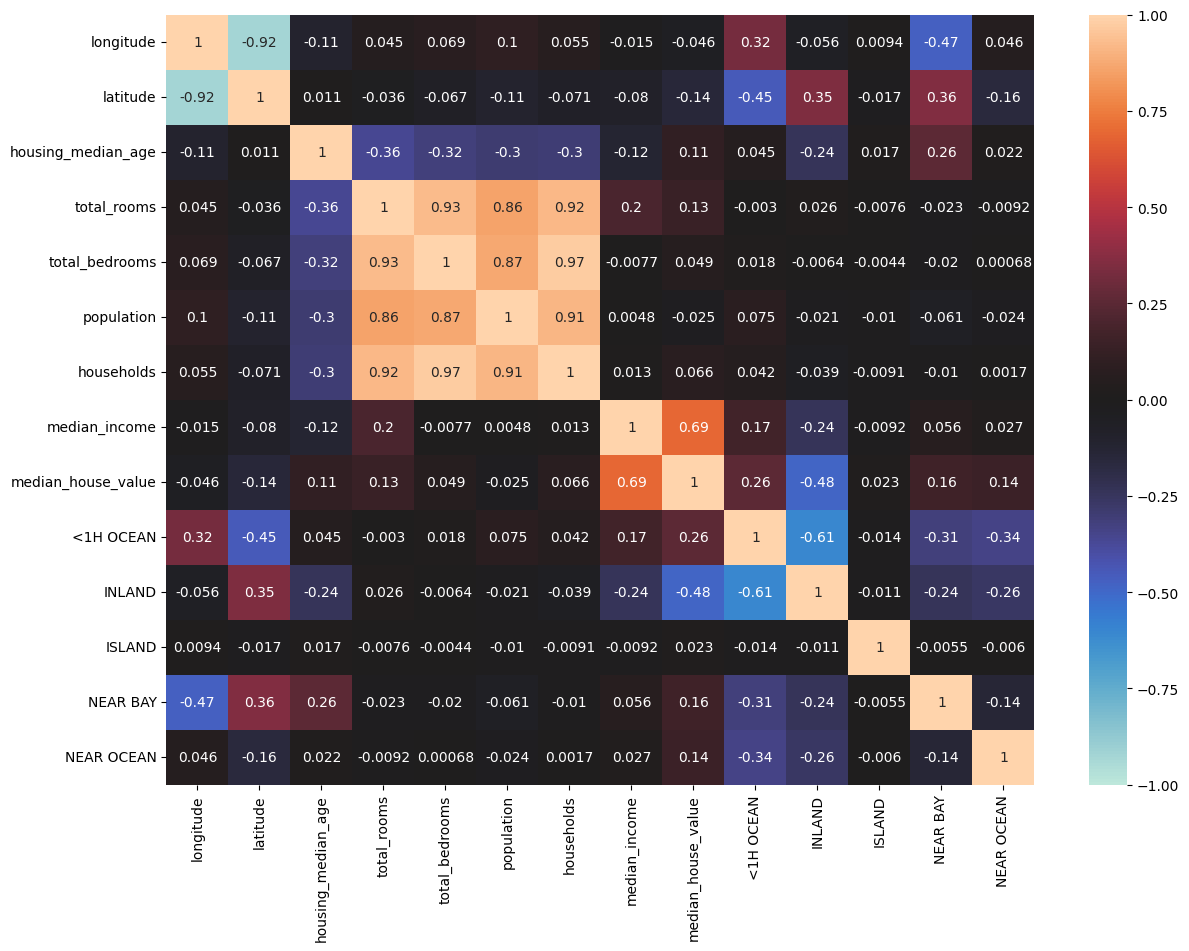 longitude 1 -0.92 -0.11 0.045 0.069 0.1 0.055 -0.015 -0.046 0.32 -0.056 0.0094 -0.47 0.046
latitude -0.92 1 0.011 -0.036 -0.067 -0.11 -0.071 -0.08 -0.14 -0.45 0.35 -0.017 0.36 -0.16
housing_median_age -0.11 0.011 1 -0.36 -0.32 -0.3 -0.3 -0.12 0.11 0.045 -0.24 0.017 0.26 0.022
total_rooms 0.045 -0.036 -0.36 1 0.93 0.86 0.92 0.2 0.13 -0.003 0.026 -0.0076 -0.023 -0.0092
total_bedrooms 0.069 -0.067 -0.32 0.93 1 0.87 0.97 -0.0077 0.049 0.018 -0.0064 -0.0044 -0.02 0.00068
population 0.1 -0.11 -0.3 0.86 0.87 1 0.91 0.0048 -0.025 0.075 -0.021 -0.01 -0.061 -0.024
households 0.055 -0.071 -0.3 0.92 0.97 0.91 1 0.013 0.066 0.042 -0.039 -0.0091 -0.01 0.0017
median_income -0.015 -0.08 -0.12 0.2 -0.0077 0.0048 0.013 1 0.69 0.17 -0.24 -0.0092 0.056 0.027
median_house_value -0.046 -0.14 0.11 0.13 0.049 -0.025 0.066 0.69 1 0.26 -0.48 0.023 0.16 0.14
<1H OCEAN 0.32 -0.45 0.045 -0.003 0.018 0.075 0.042 0.17 0.26 1 -0.61 -0.014 -0.31 -0.34
INLAND -0.056 0.35 -0.24 0.026 -0.0064 -0.021 -0.039 -0.24 -0.48 -0.61 1 -0.011 -0.24 -0.26
ISLAND 0.0094 -0.017 0.017 -0.0076 -0.0044 -0.01 -0.0091 -0.0092 0.023 -0.014 -0.011 1 -0.0055 -0.006
NEAR BAY -0.47 0.36 0.26 -0.023 -0.02 -0.061 -0.01 0.056 0.16 -0.31 -0.24 -0.0055 1 -0.14
NEAR OCEAN 0.046 -0.16 0.022 -0.0092 0.00068 -0.024 0.0017 0.027 0.14 -0.34 -0.26 -0.006 -0.14 1
longitude
latitude
housing_median_age
total_rooms
total_bedrooms
population
households
median_income
median_house_value
<1H OCEAN
INLAND
ISLAND
NEAR BAY
NEAR OCEAN
1.00
0.75
0.50
0.25
0.00
−0.25
−0.50
−0.75
−1.00